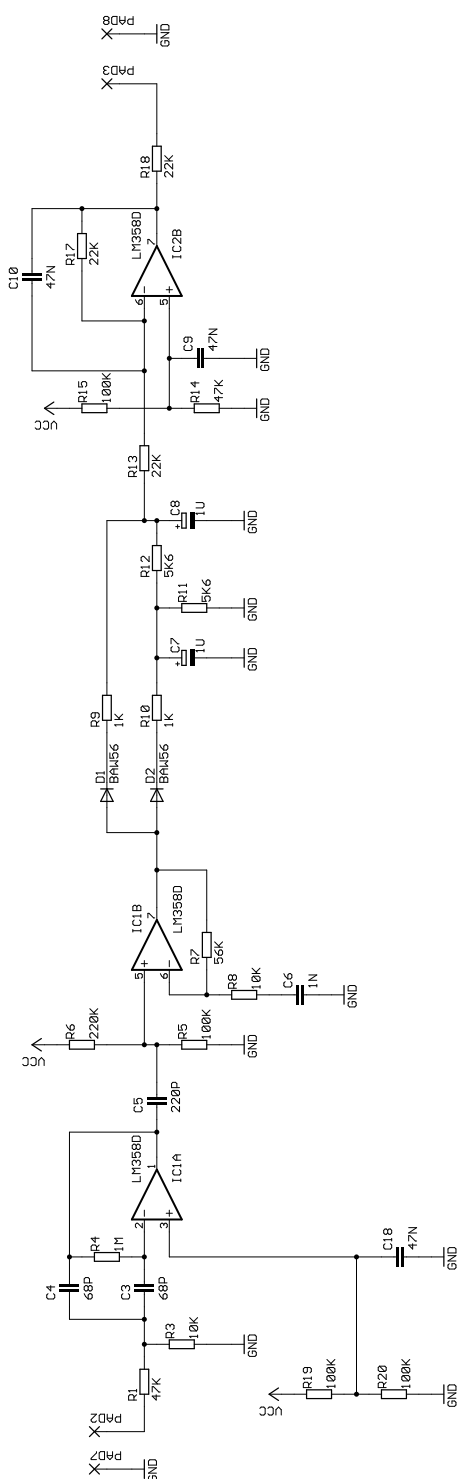 PAD7
GND
PAD2
R1
47K
R3
10K
GND
C4
68P
R4
1M
C3
68P
2
3
1
LM358D
IC1A
VCC
R19
100K
R20
100K
GND
C18
47N
GND
C5
220P
VCC
R6
220K
R5
100K
GND
5
6
7
IC1B
LM358D
R7
56K
R8
10K
C6
1N
GND
D1
BAW56
D2
BAW56
R9
1K
R10
1K
C7
1U
GND
R11
5K6
GND
R12
5K6
C8
1U
GND
R13
22K
VCC
R15
100K
R14
47K
GND
C9
47N
GND
C10
47N
R17
22K
6
5
7
LM358D
IC2B
R18
22K
PAD3
PAD8
GND